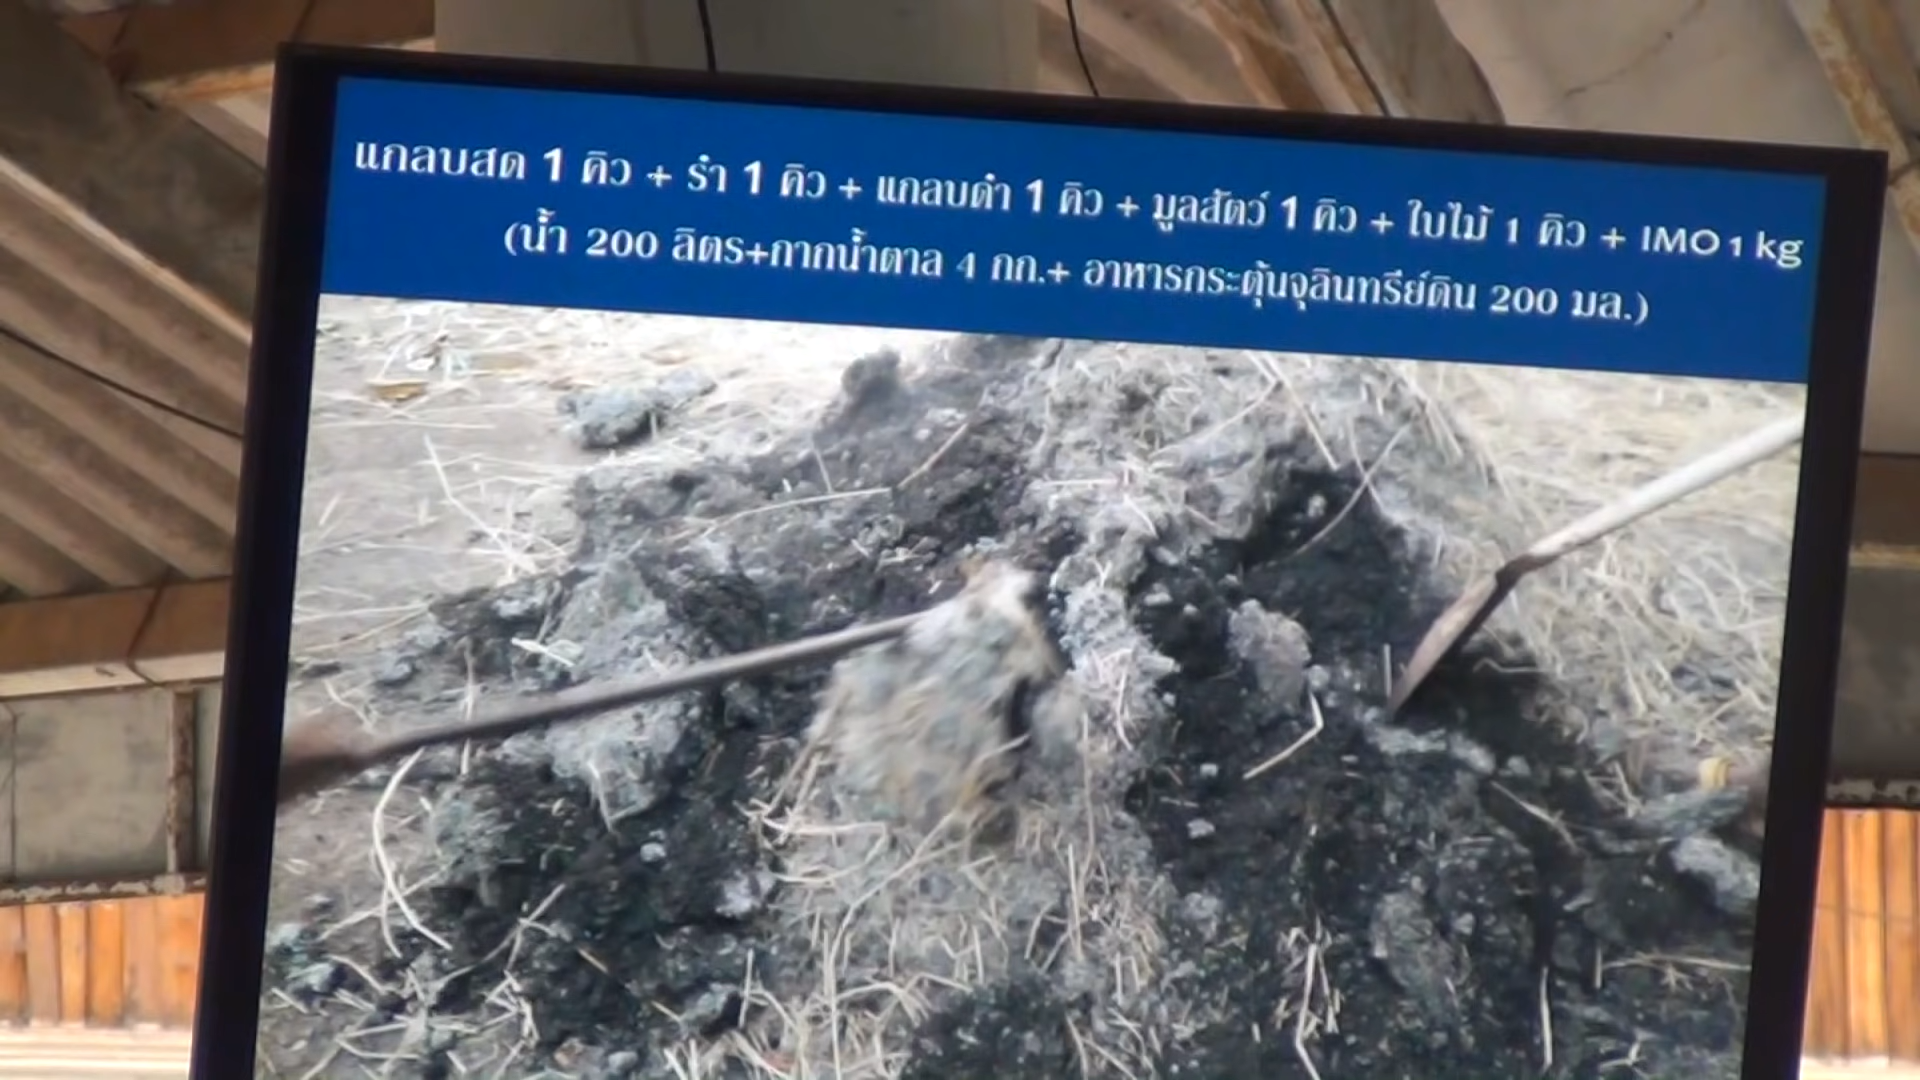 แกลบสด 1 คิว + รำ 1 คิว + แกลบดำ 1 คิว + มูลสัตว์ 1 คิว + ใบไม้ 1 คิว + IMO 1 kg
(น้ำ 200 ลิตร+กากน้ำตาล 4 กก.+ อาหารกระตุ้นจุลินทรีย์ดิน 200 มล.)